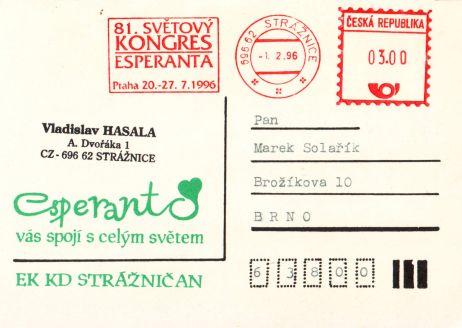 81. SVĚTOVÝ
KONGRES
ESPERANTA
Praha 20.-27. 7. 1996
696 62 STRÁŽNICE
-1. 2. 96
ČESKÁ REPUBLIKA
03.00
Vladislav HASALA
A. Dvořáka 1
CZ - 696 62 STRÁŽNICE
esperanto
vás spojí s celým světem
EK KD STRÁŽNIČAN
Pan
Marek Solařík
Brožíkova 10
BRNO
63800